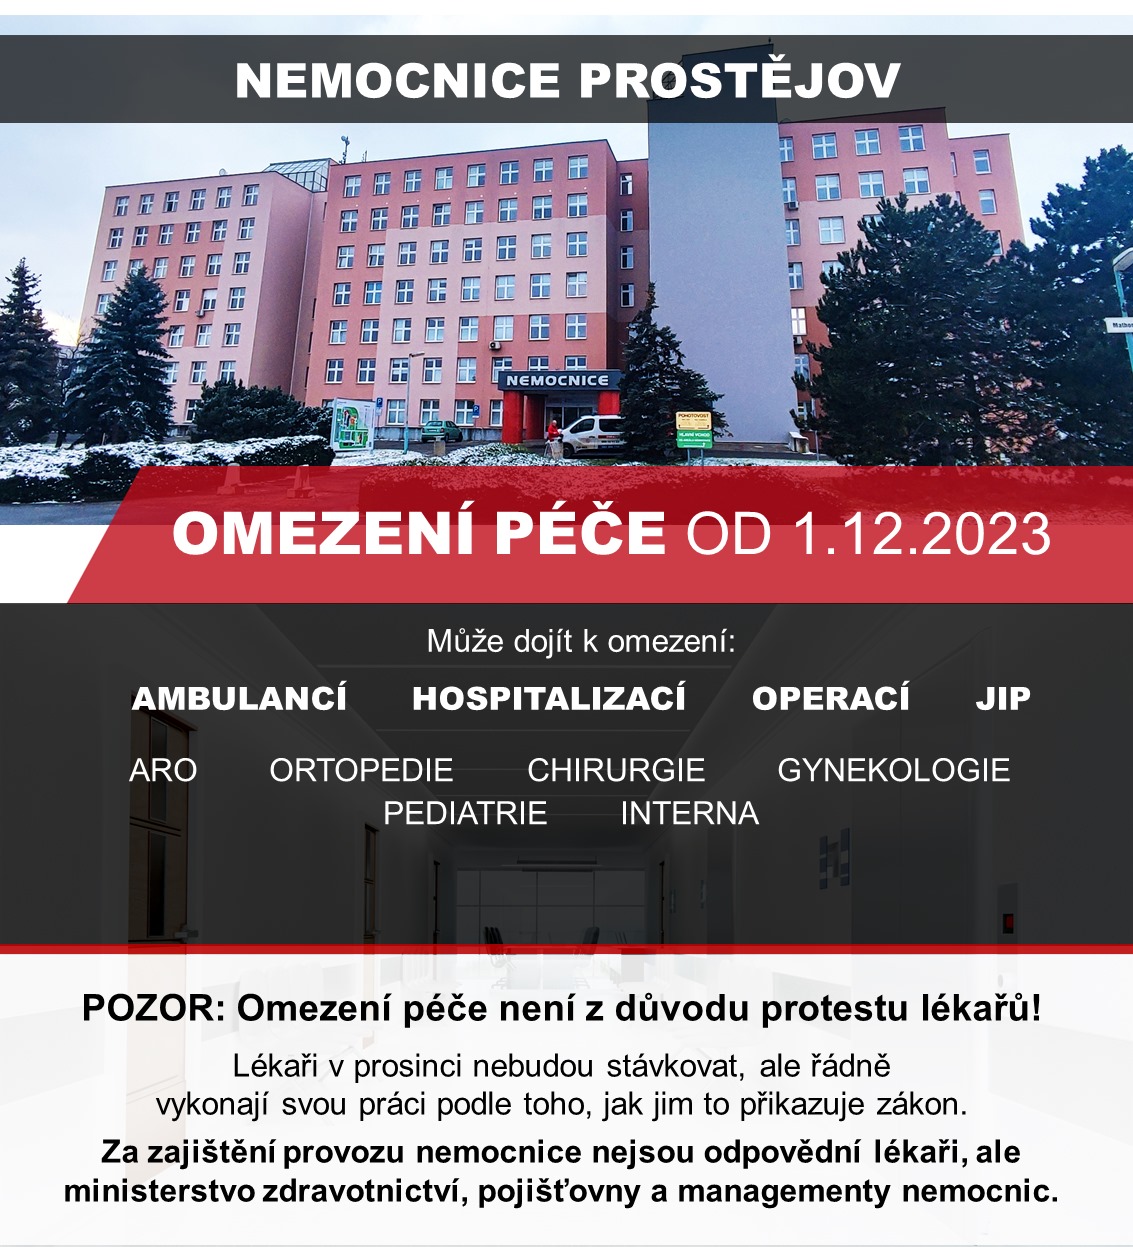 NEMOCNICE PROSTĚJOV
NEMOCNICE
POHOTOVOST
HLAVNÍ VCHOD
OMEZENÍ PÉČE OD 1.12.2023
Může dojít k omezení:
AMBULANCÍ HOSPITALIZACÍ OPERACÍ JIP
ARO ORTOPEDIE CHIRURGIE GYNEKOLOGIE
PEDIATRIE INTERNA
POZOR: Omezení péče není z důvodu protestu lékařů!
Lékaři v prosinci nebudou stávkovat, ale řádně
vykonají svou práci podle toho, jak jim to přikazuje zákon.
Za zajištění provozu nemocnice nejsou odpovědní lékaři, ale
ministerstvo zdravotnictví, pojišťovny a managementy nemocnic.